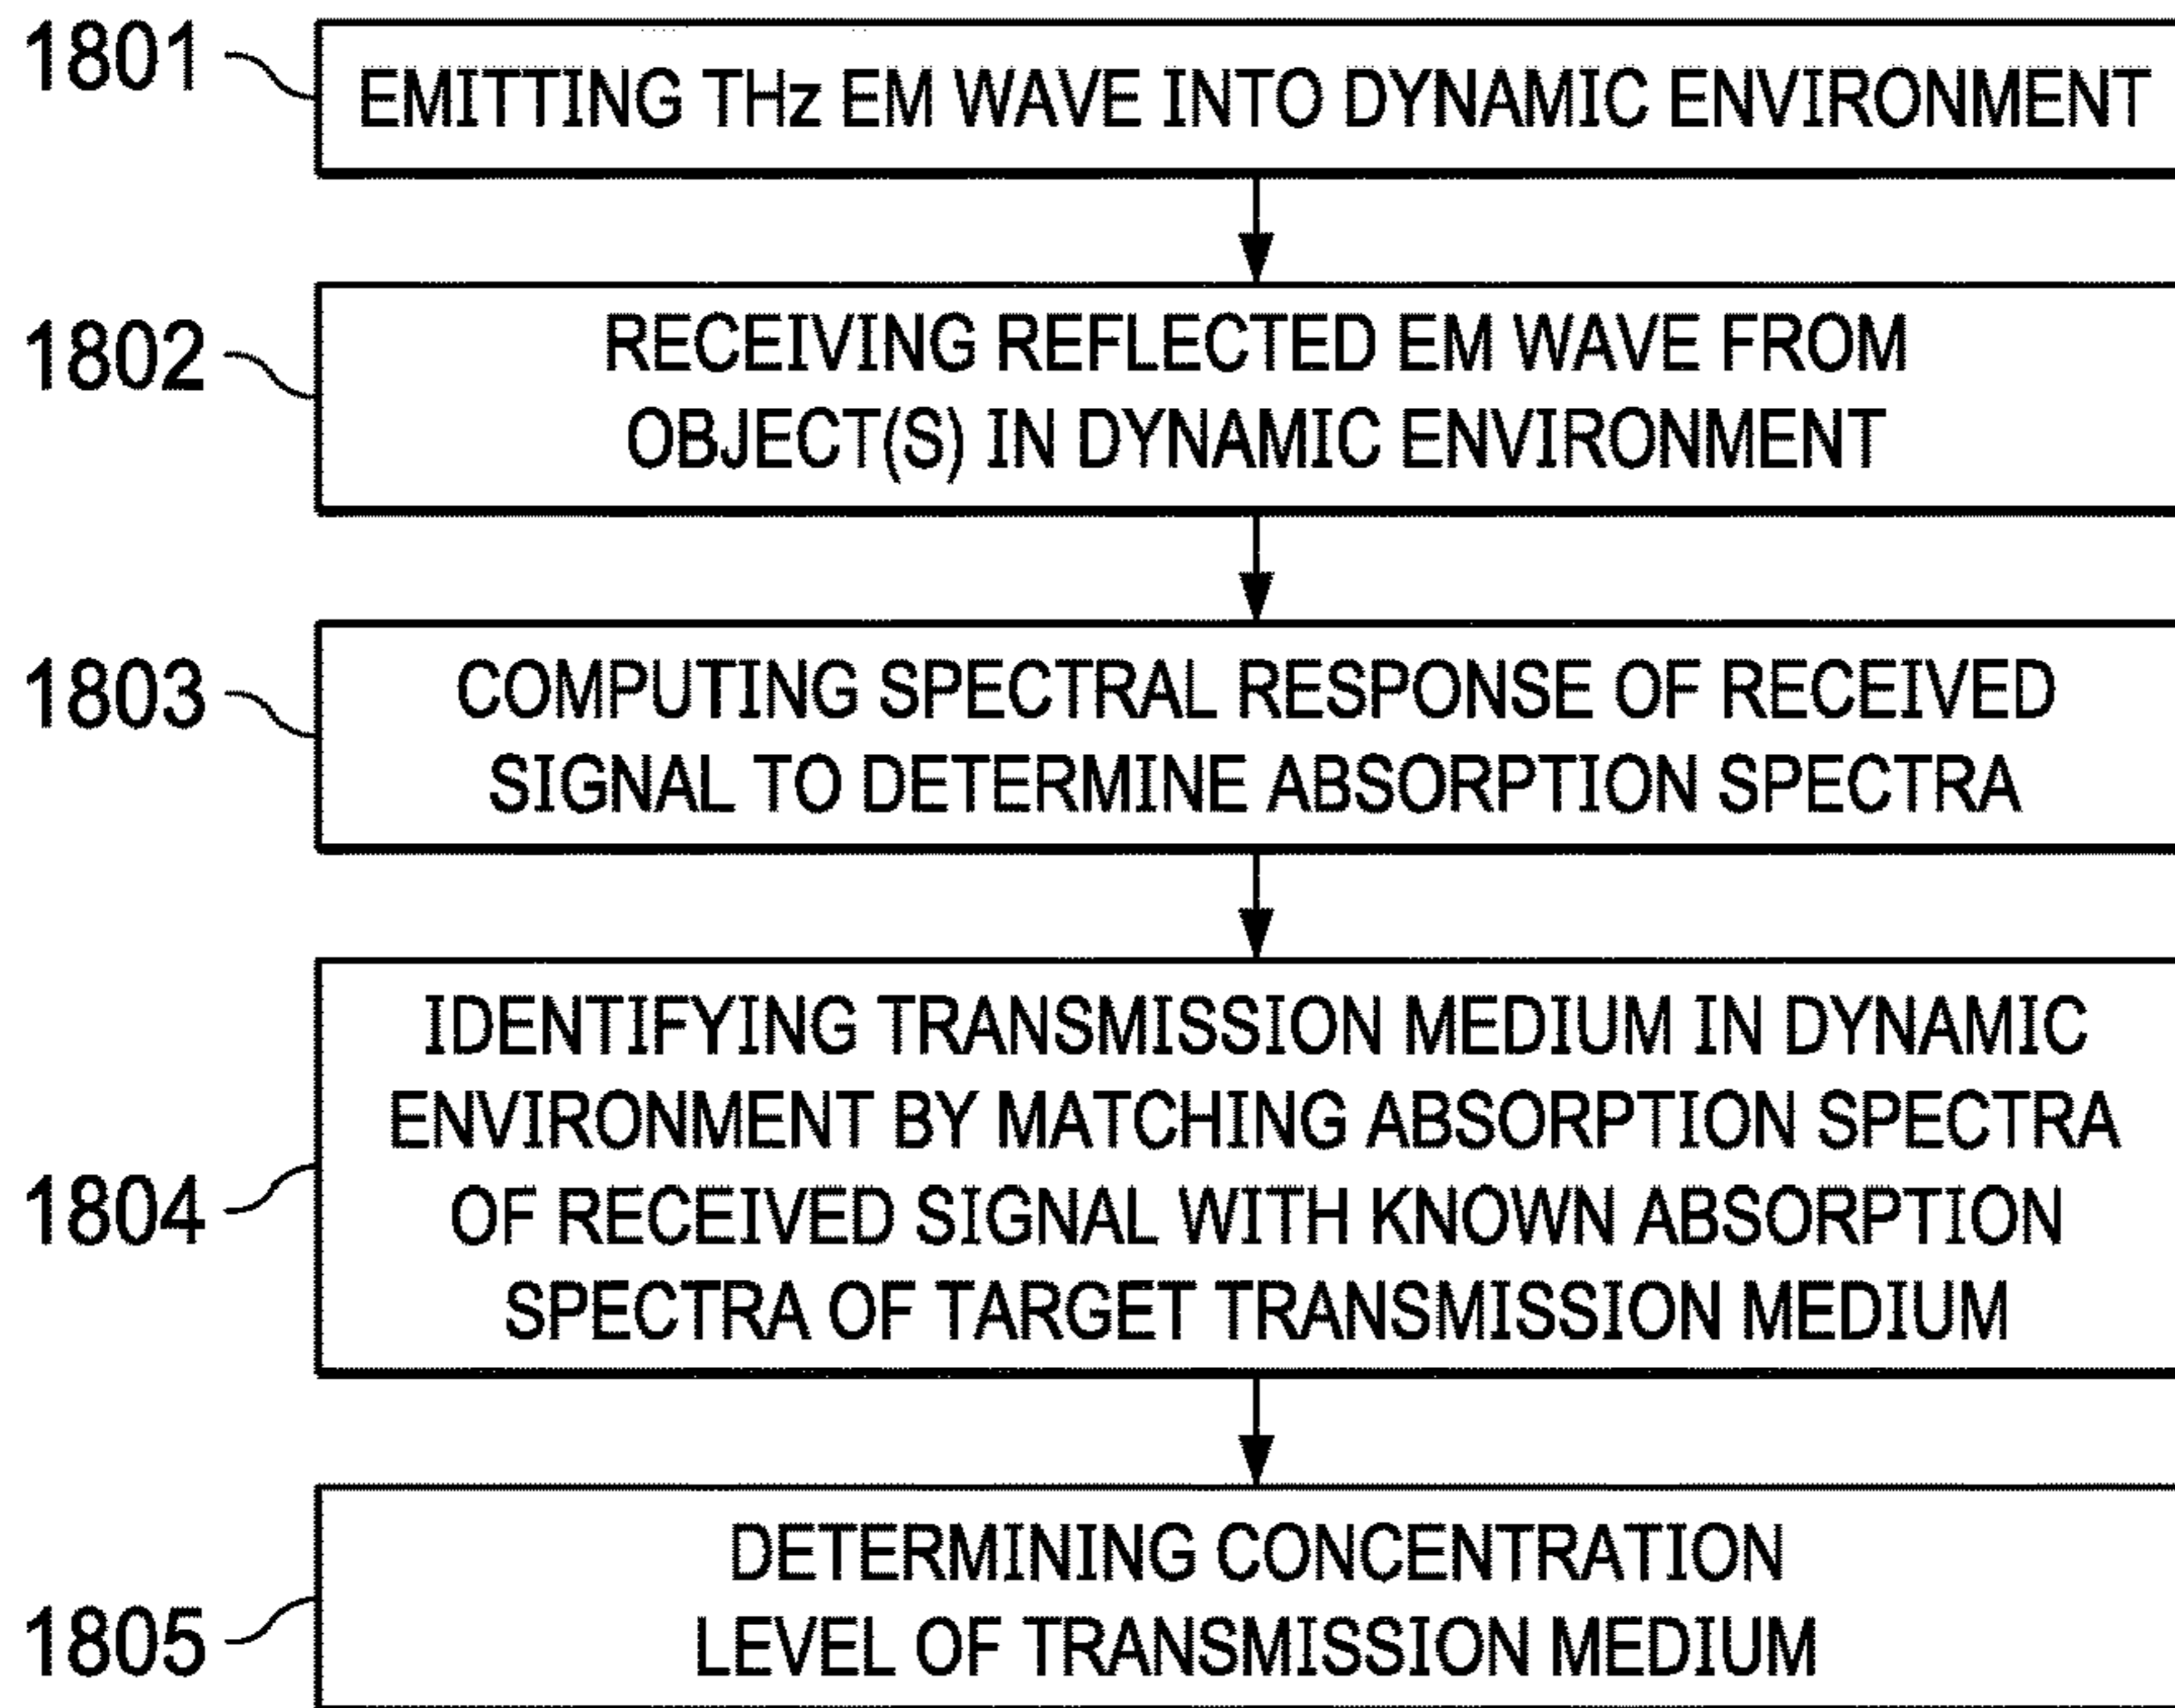 1801
EMITTING THz EM WAVE INTO DYNAMIC ENVIRONMENT
1802
RECEIVING REFLECTED EM WAVE FROM
OBJECT(S) IN DYNAMIC ENVIRONMENT
1803
COMPUTING SPECTRAL RESPONSE OF RECEIVED
SIGNAL TO DETERMINE ABSORPTION SPECTRA
1804
IDENTIFYING TRANSMISSION MEDIUM IN DYNAMIC
ENVIRONMENT BY MATCHING ABSORPTION SPECTRA
OF RECEIVED SIGNAL WITH KNOWN ABSORPTION
SPECTRA OF TARGET TRANSMISSION MEDIUM
1805
DETERMINING CONCENTRATION
LEVEL OF TRANSMISSION MEDIUM